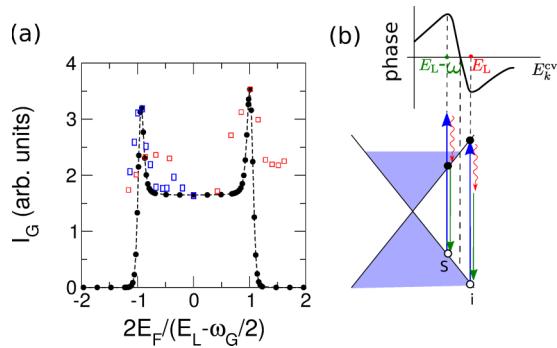 (a)
I_G (arb. units)
4
3
2
1
0
-2 -1 0 1 2
2E_F/(E_L-ω_G/2)
(b)
phase
E_L-ω E_L E_k^cv
S
i